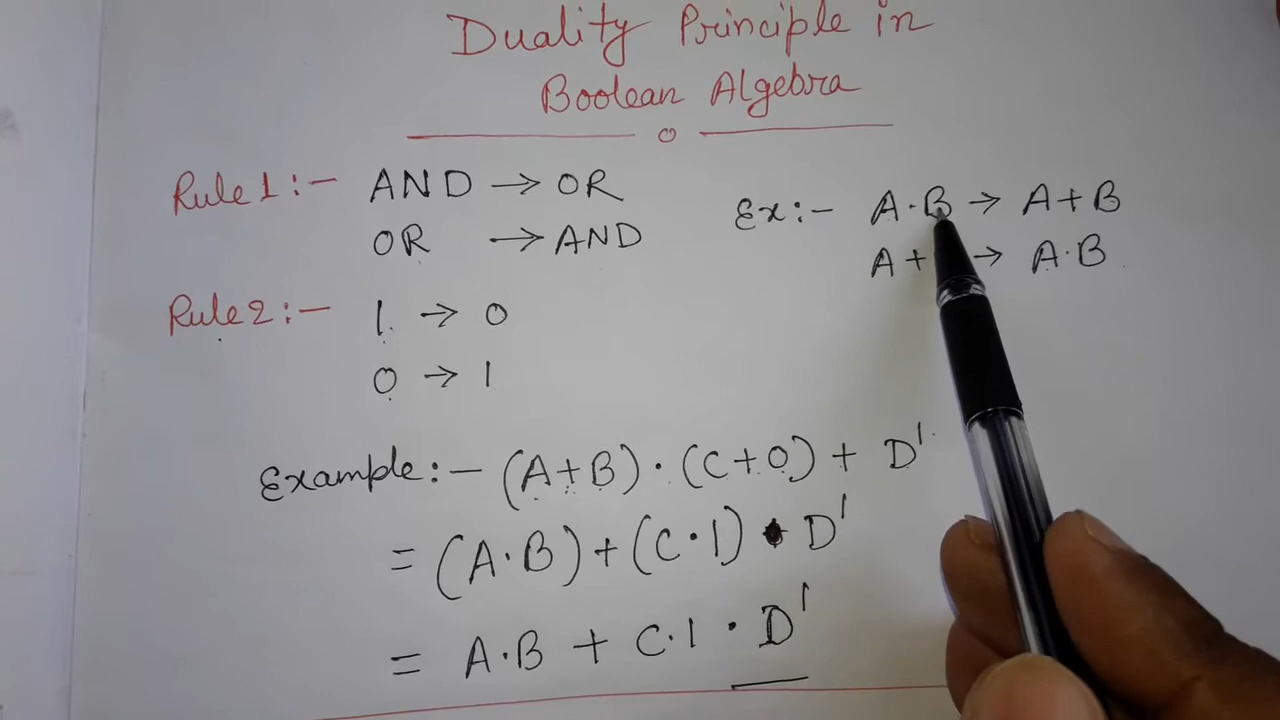 Duality Principle in
Boolean Algebra
Rule 1:- AND → OR
OR → AND
Ex:- A·B → A+B
A+ → A·B
Rule 2:- 1 → 0
0 → 1
Example:- (A+B)·(C+0)+ D'
= (A·B)+(C·1)·D'
= A·B + C·1·D'